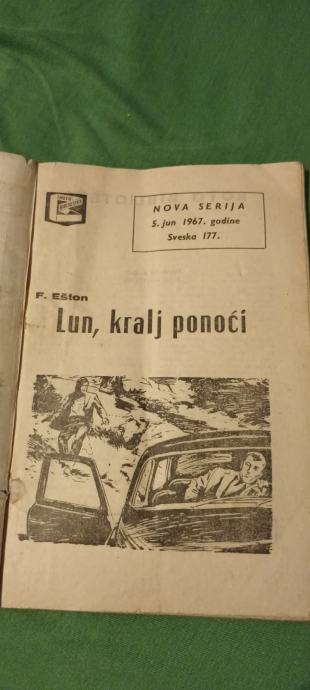 NOVA SERIJA
5. jun 1967. godine
Sveska 177.
F. Ešton
Lun, kralj ponoći